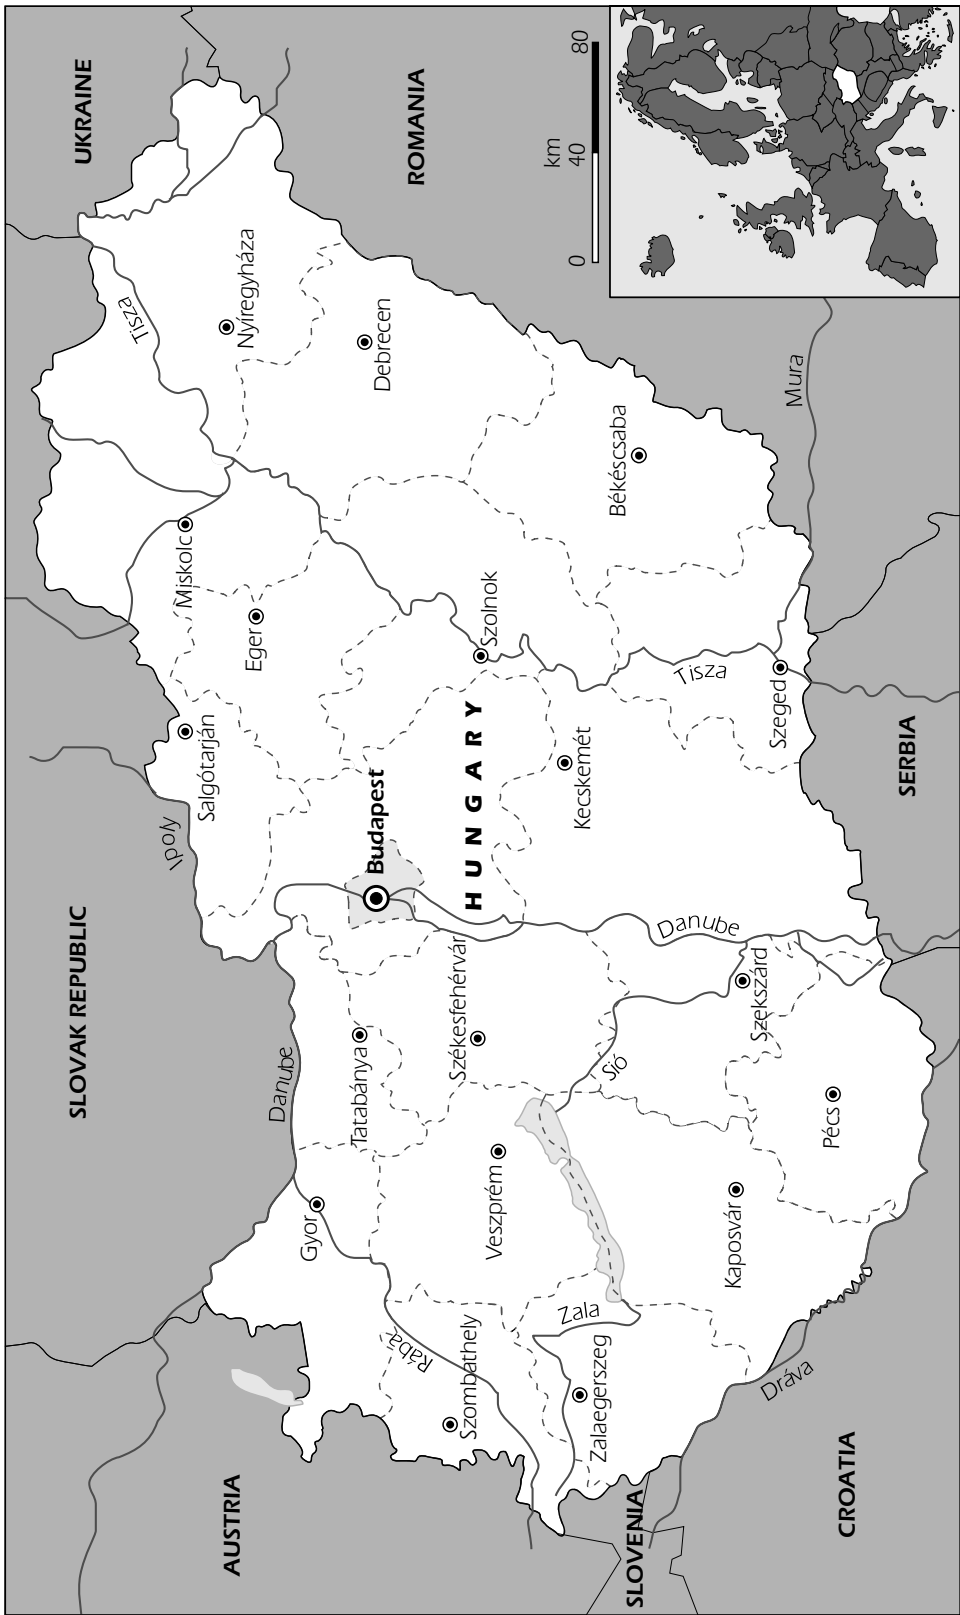 SLOVAK REPUBLIC
UKRAINE
AUSTRIA
ROMANIA
SLOVENIA
CROATIA
SERBIA
HUNGARY
Budapest
Danube
Ipoly
Tisza
Salgótarján
Miskolc
Eger
Nyíregyháza
Debrecen
Gyor
Tatabánya
Rábã
Szombathely
Székesfehérvár
Veszprém
Szolnok
Zala
Zalaegerszeg
Sió
Kecskemét
Békéscsaba
Danube
Tisza
Kaposvár
Szekszárd
Szeged
Mura
Dráva
Pécs
km
0 40 80